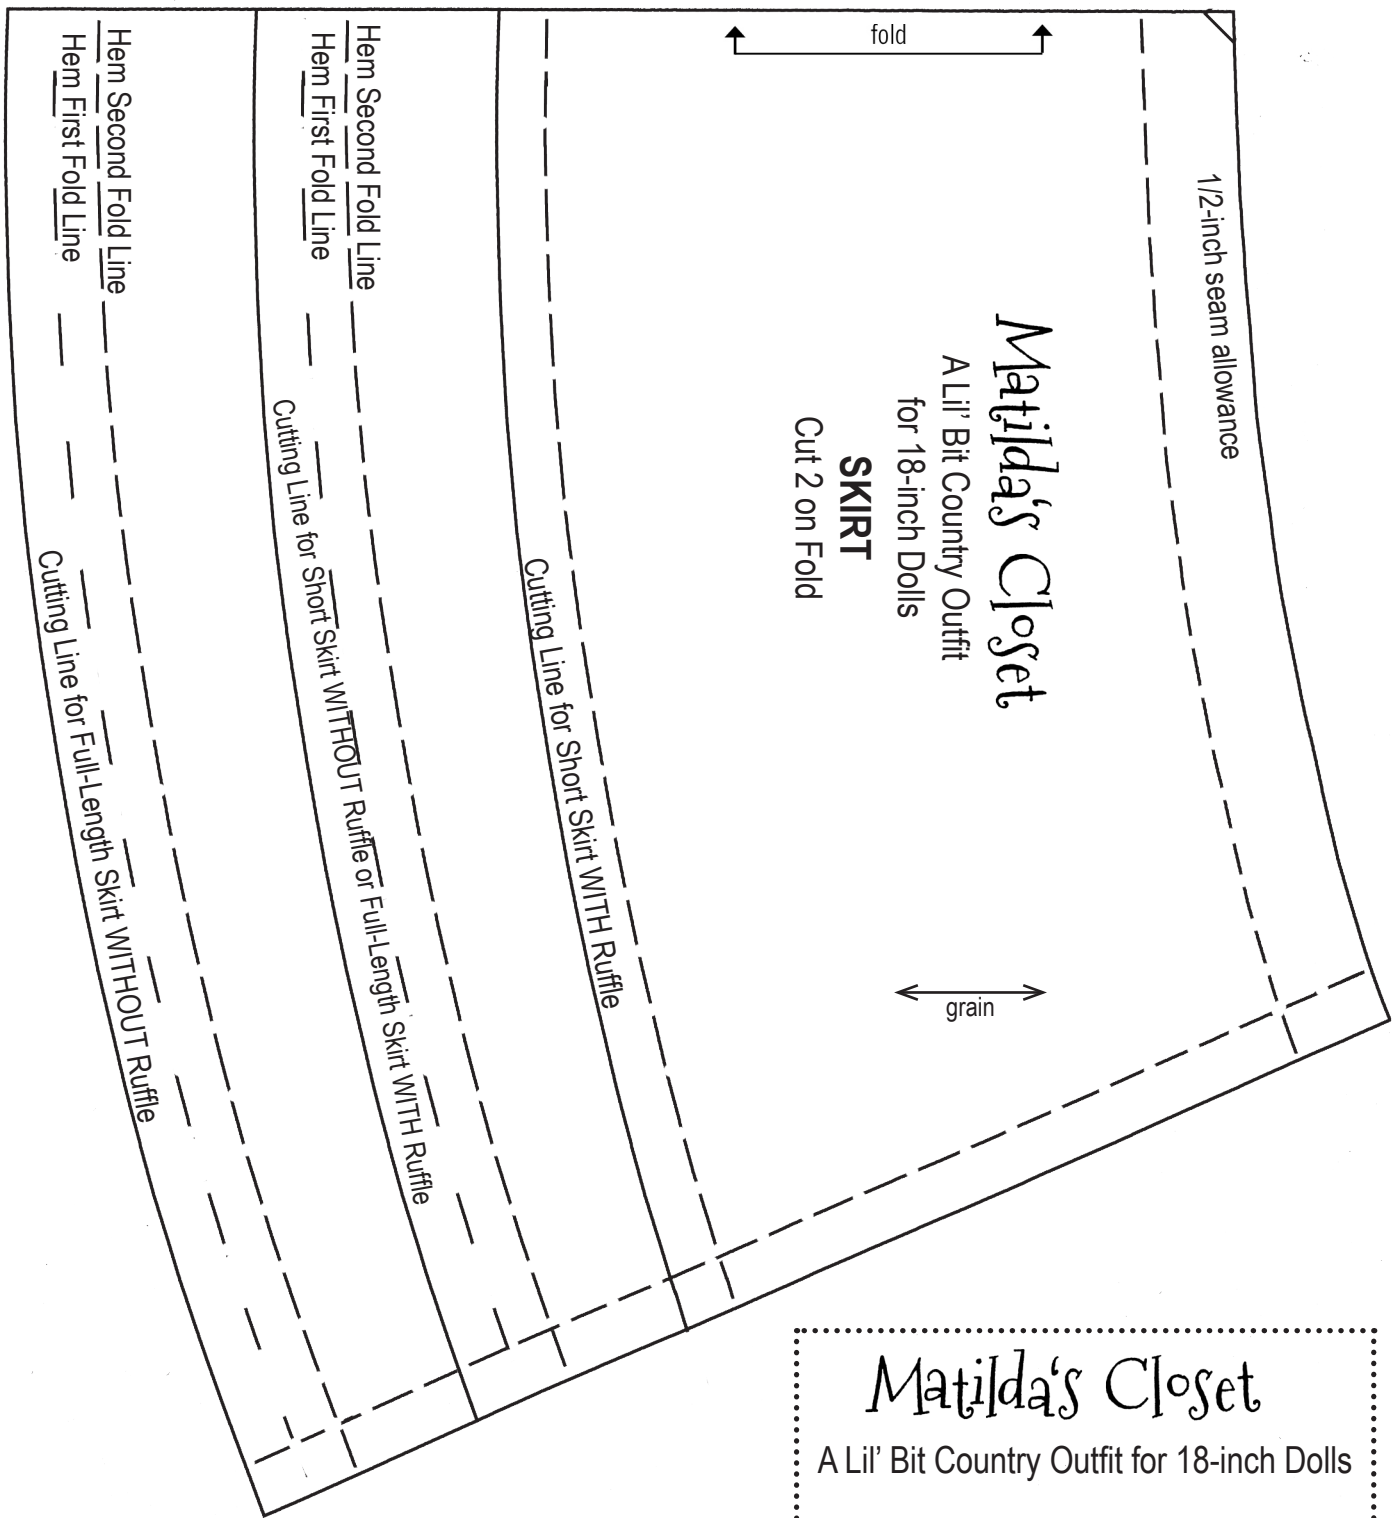 fold
Hem Second Fold Line
Hem First Fold Line
Hem Second Fold Line
Hem First Fold Line
1/2-inch seam allowance
Matilda's Closet
A Lil' Bit Country Outfit
for 18-inch Dolls
SKIRT
Cut 2 on Fold
Cutting Line for Short Skirt WITH Ruffle
Cutting Line for Short Skirt WITHOUT Ruffle or Full-Length Skirt WITH Ruffle
Cutting Line for Full-Length Skirt WITHOUT Ruffle
grain
Matilda's Closet
A Lil' Bit Country Outfit for 18-inch Dolls